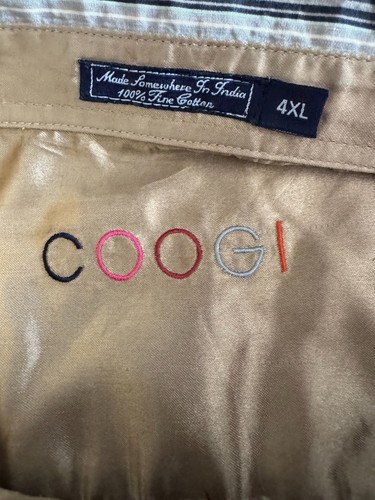 Made Somewhere In India
100% Fine Cotton
4XL
COOGI